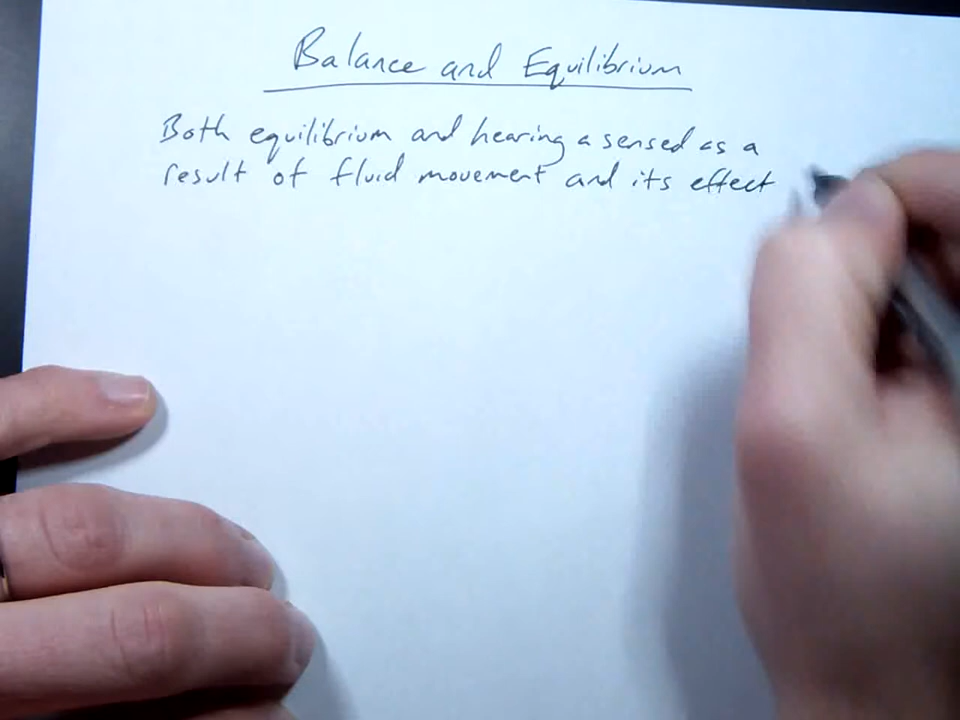 Balance and Equilibrium
Both equilibrium and hearing a sensed as a
result of fluid movement and its effect